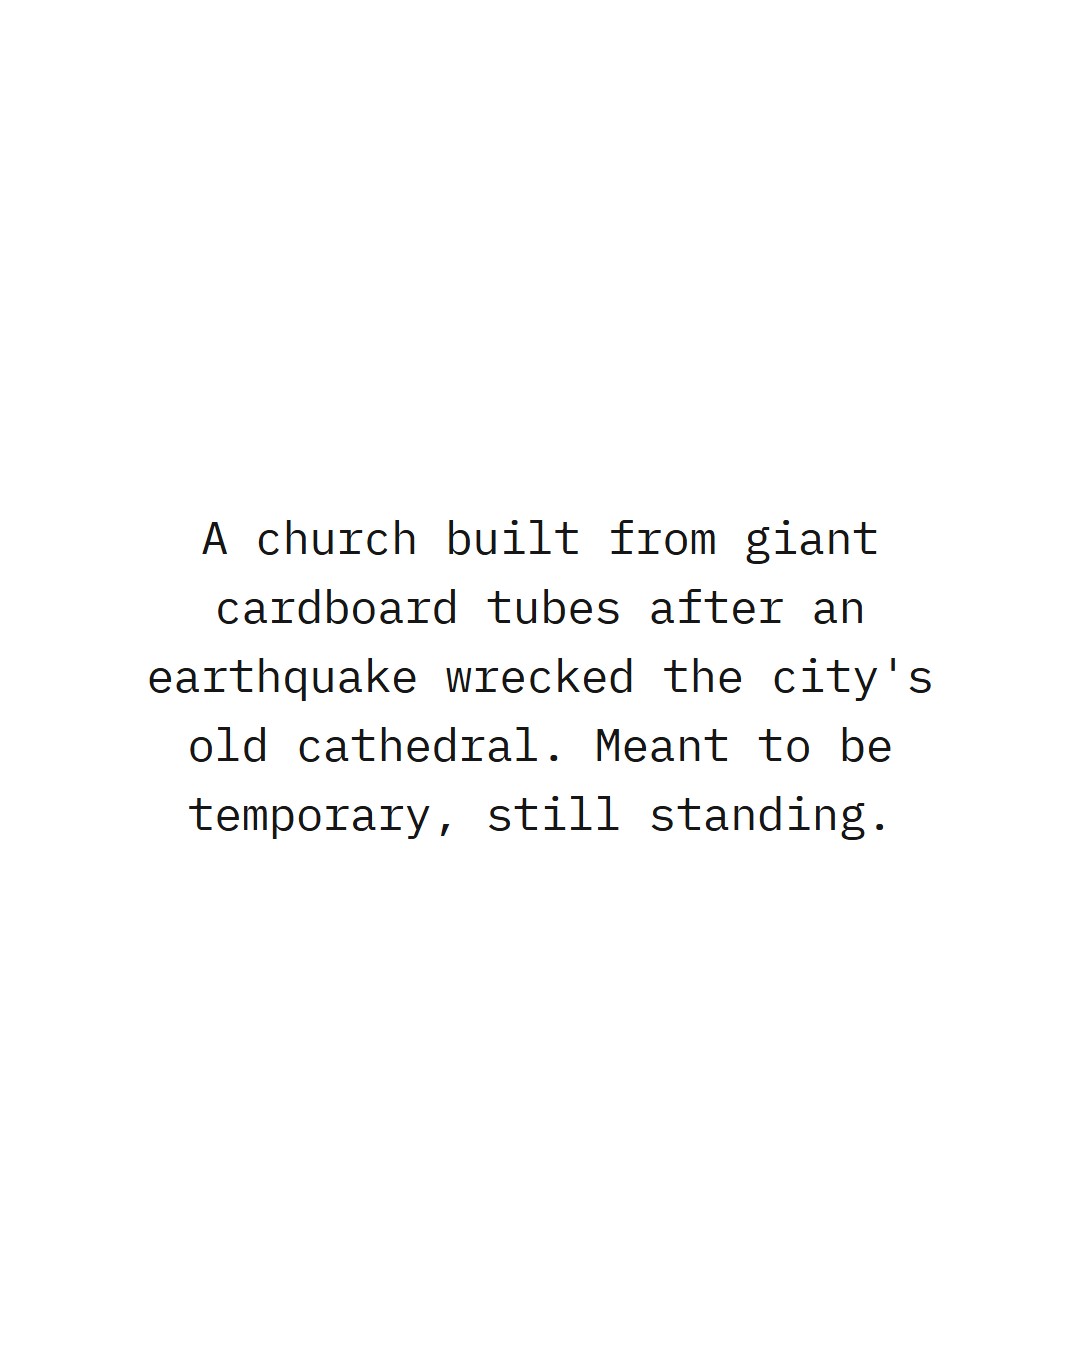 A church built from giant
cardboard tubes after an
earthquake wrecked the city's
old cathedral. Meant to be
temporary, still standing.